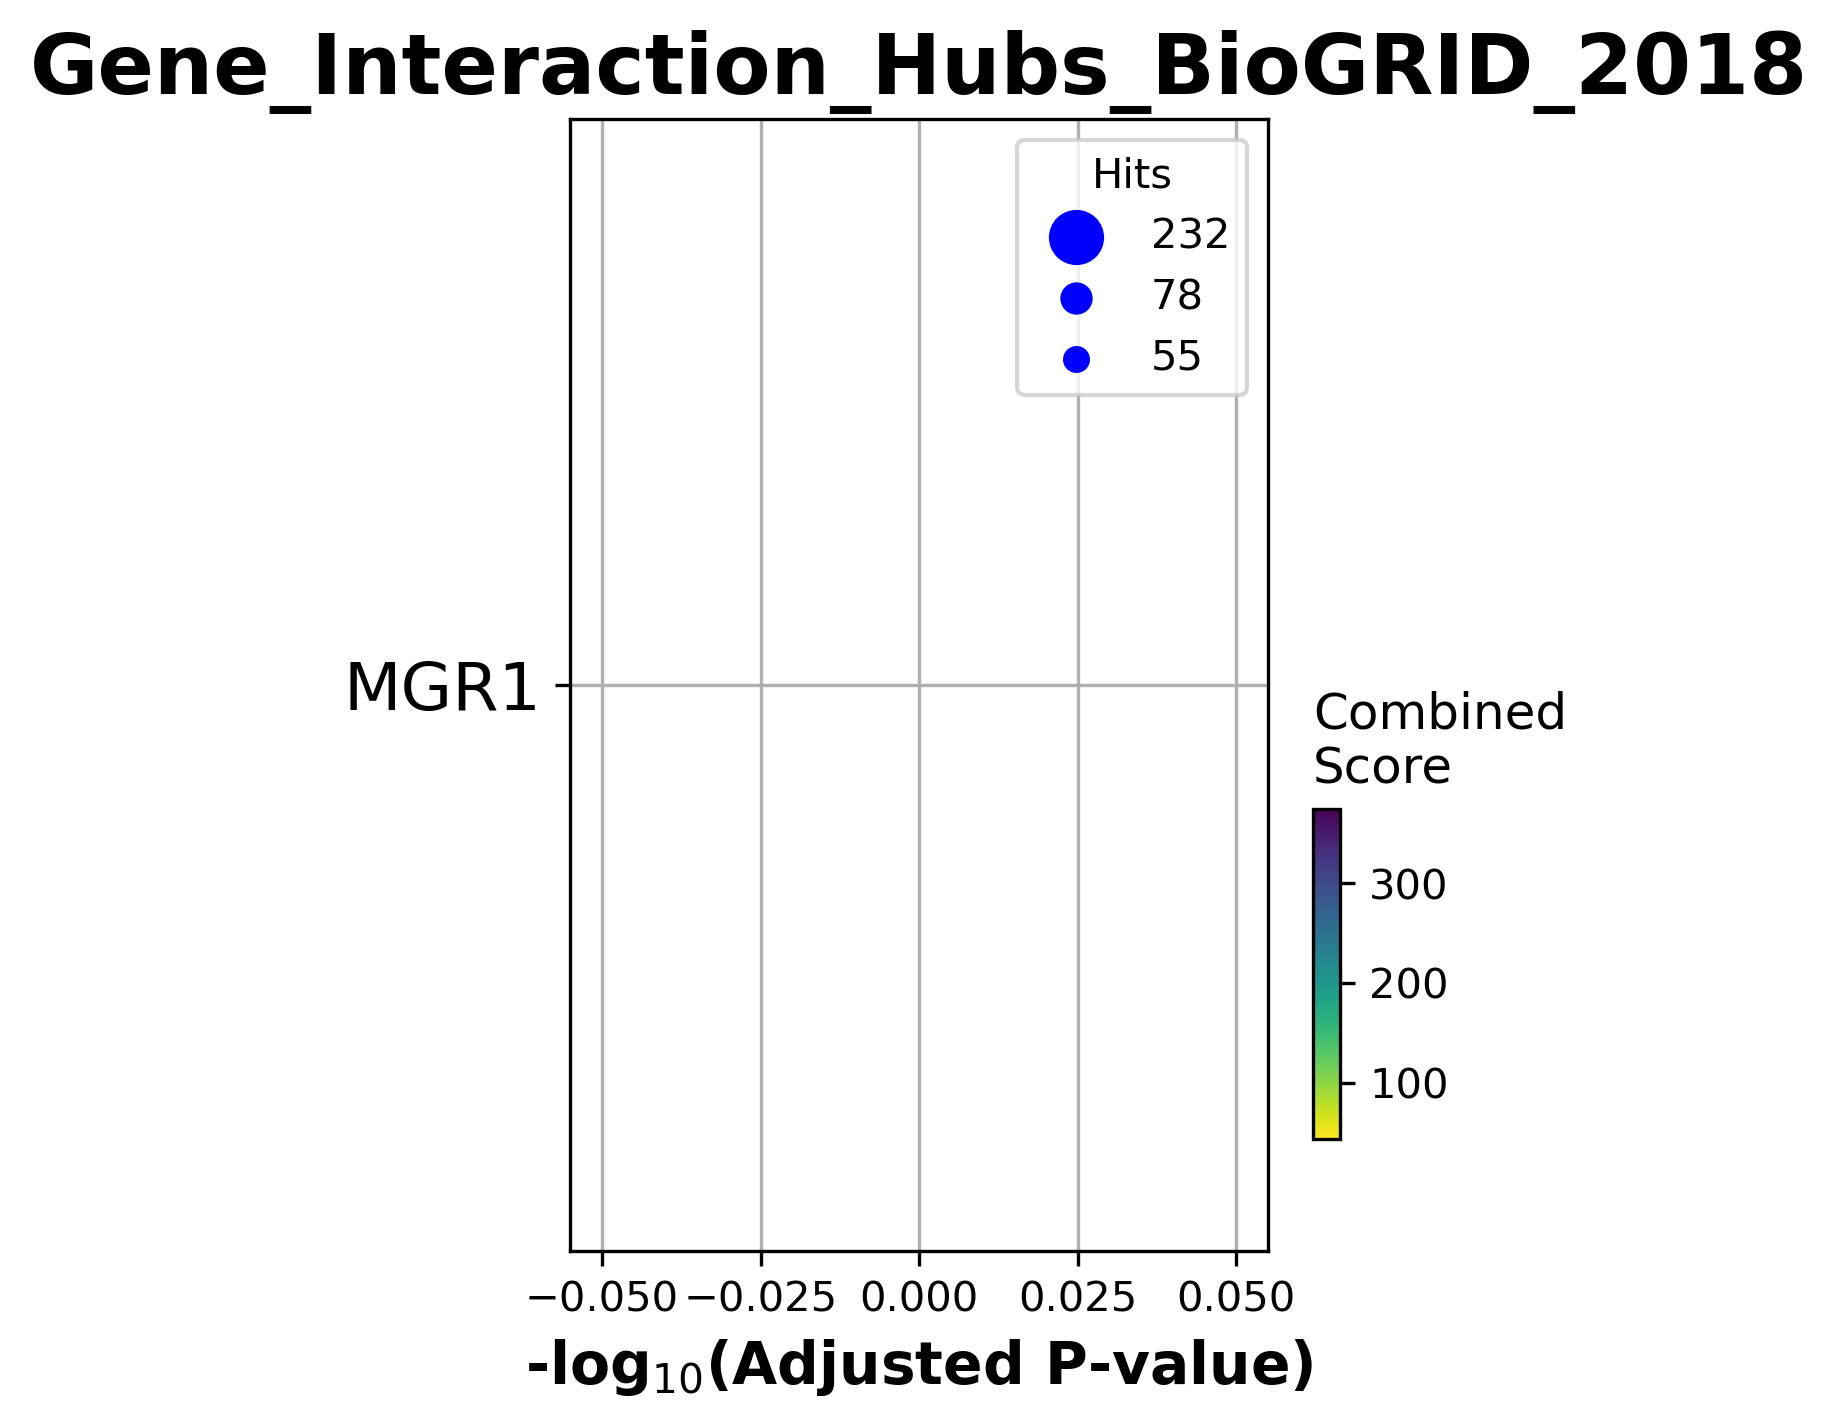 Gene_Interaction_Hubs_BioGRID_2018
Hits
232
78
55
MGR1
Combined
Score
300
200
100
−0.050 −0.025 0.000 0.025 0.050
-log₁₀(Adjusted P-value)